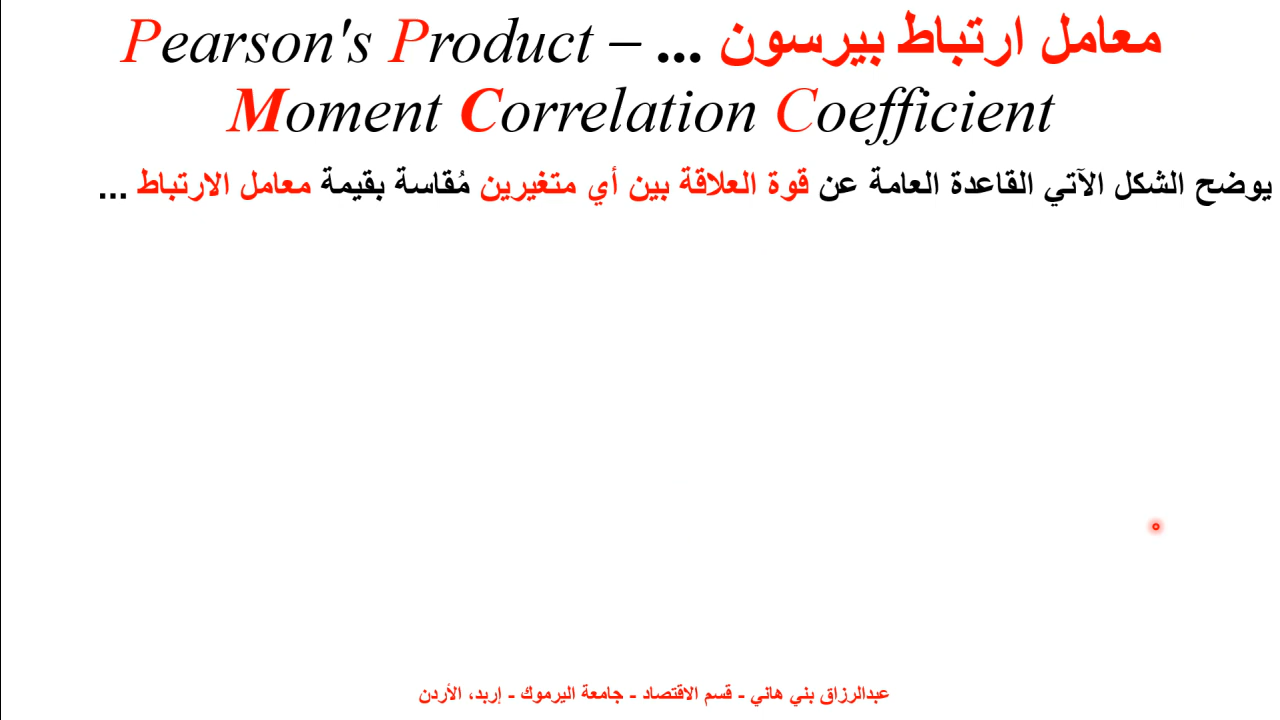 معامل ارتباط بيرسون ... Pearson's Product –
Moment Correlation Coefficient
يوضح الشكل الآتي القاعدة العامة عن قوة العلاقة بين أي متغيرين مُقاسة بقيمة معامل الارتباط ...
عبدالرزاق بني هاني - قسم الاقتصاد - جامعة اليرموك - إربد، الأردن